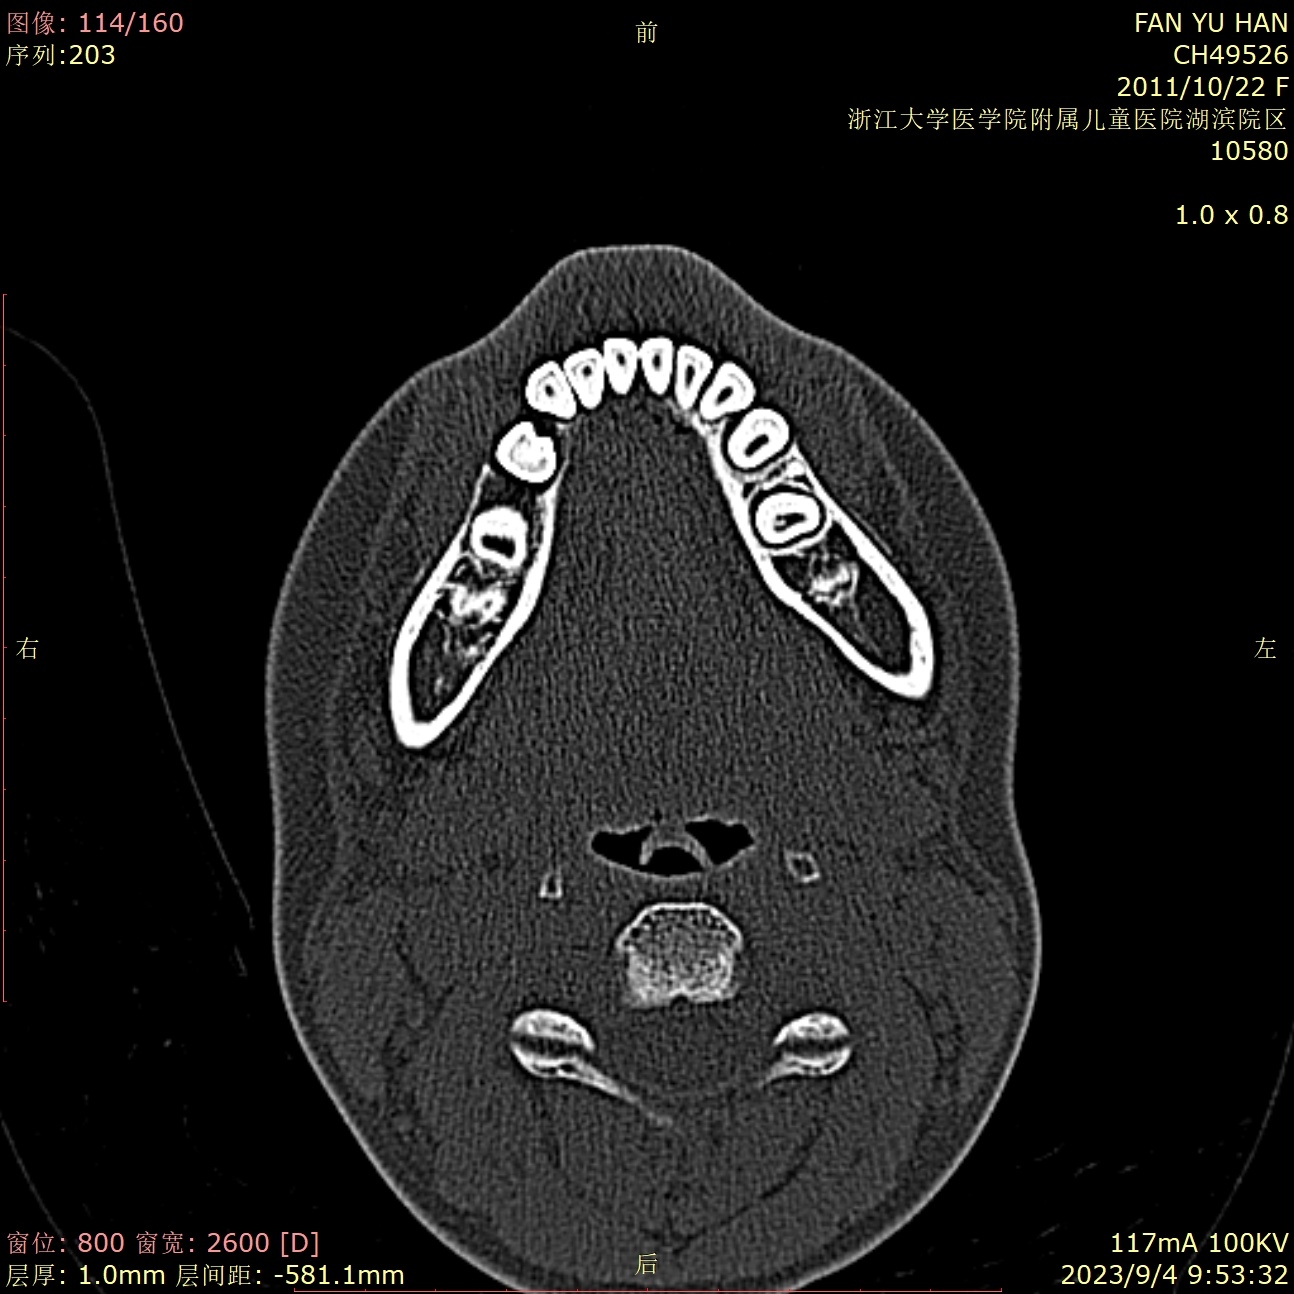 图像: 114/160
序列:203
前
FAN YU HAN
CH49526
2011/10/22 F
浙江大学医学院附属儿童医院湖滨院区
10580
1.0 x 0.8
右
左
窗位: 800 窗宽: 2600 [D]
层厚: 1.0mm 层间距: -581.1mm
后
117mA 100KV
2023/9/4 9:53:32